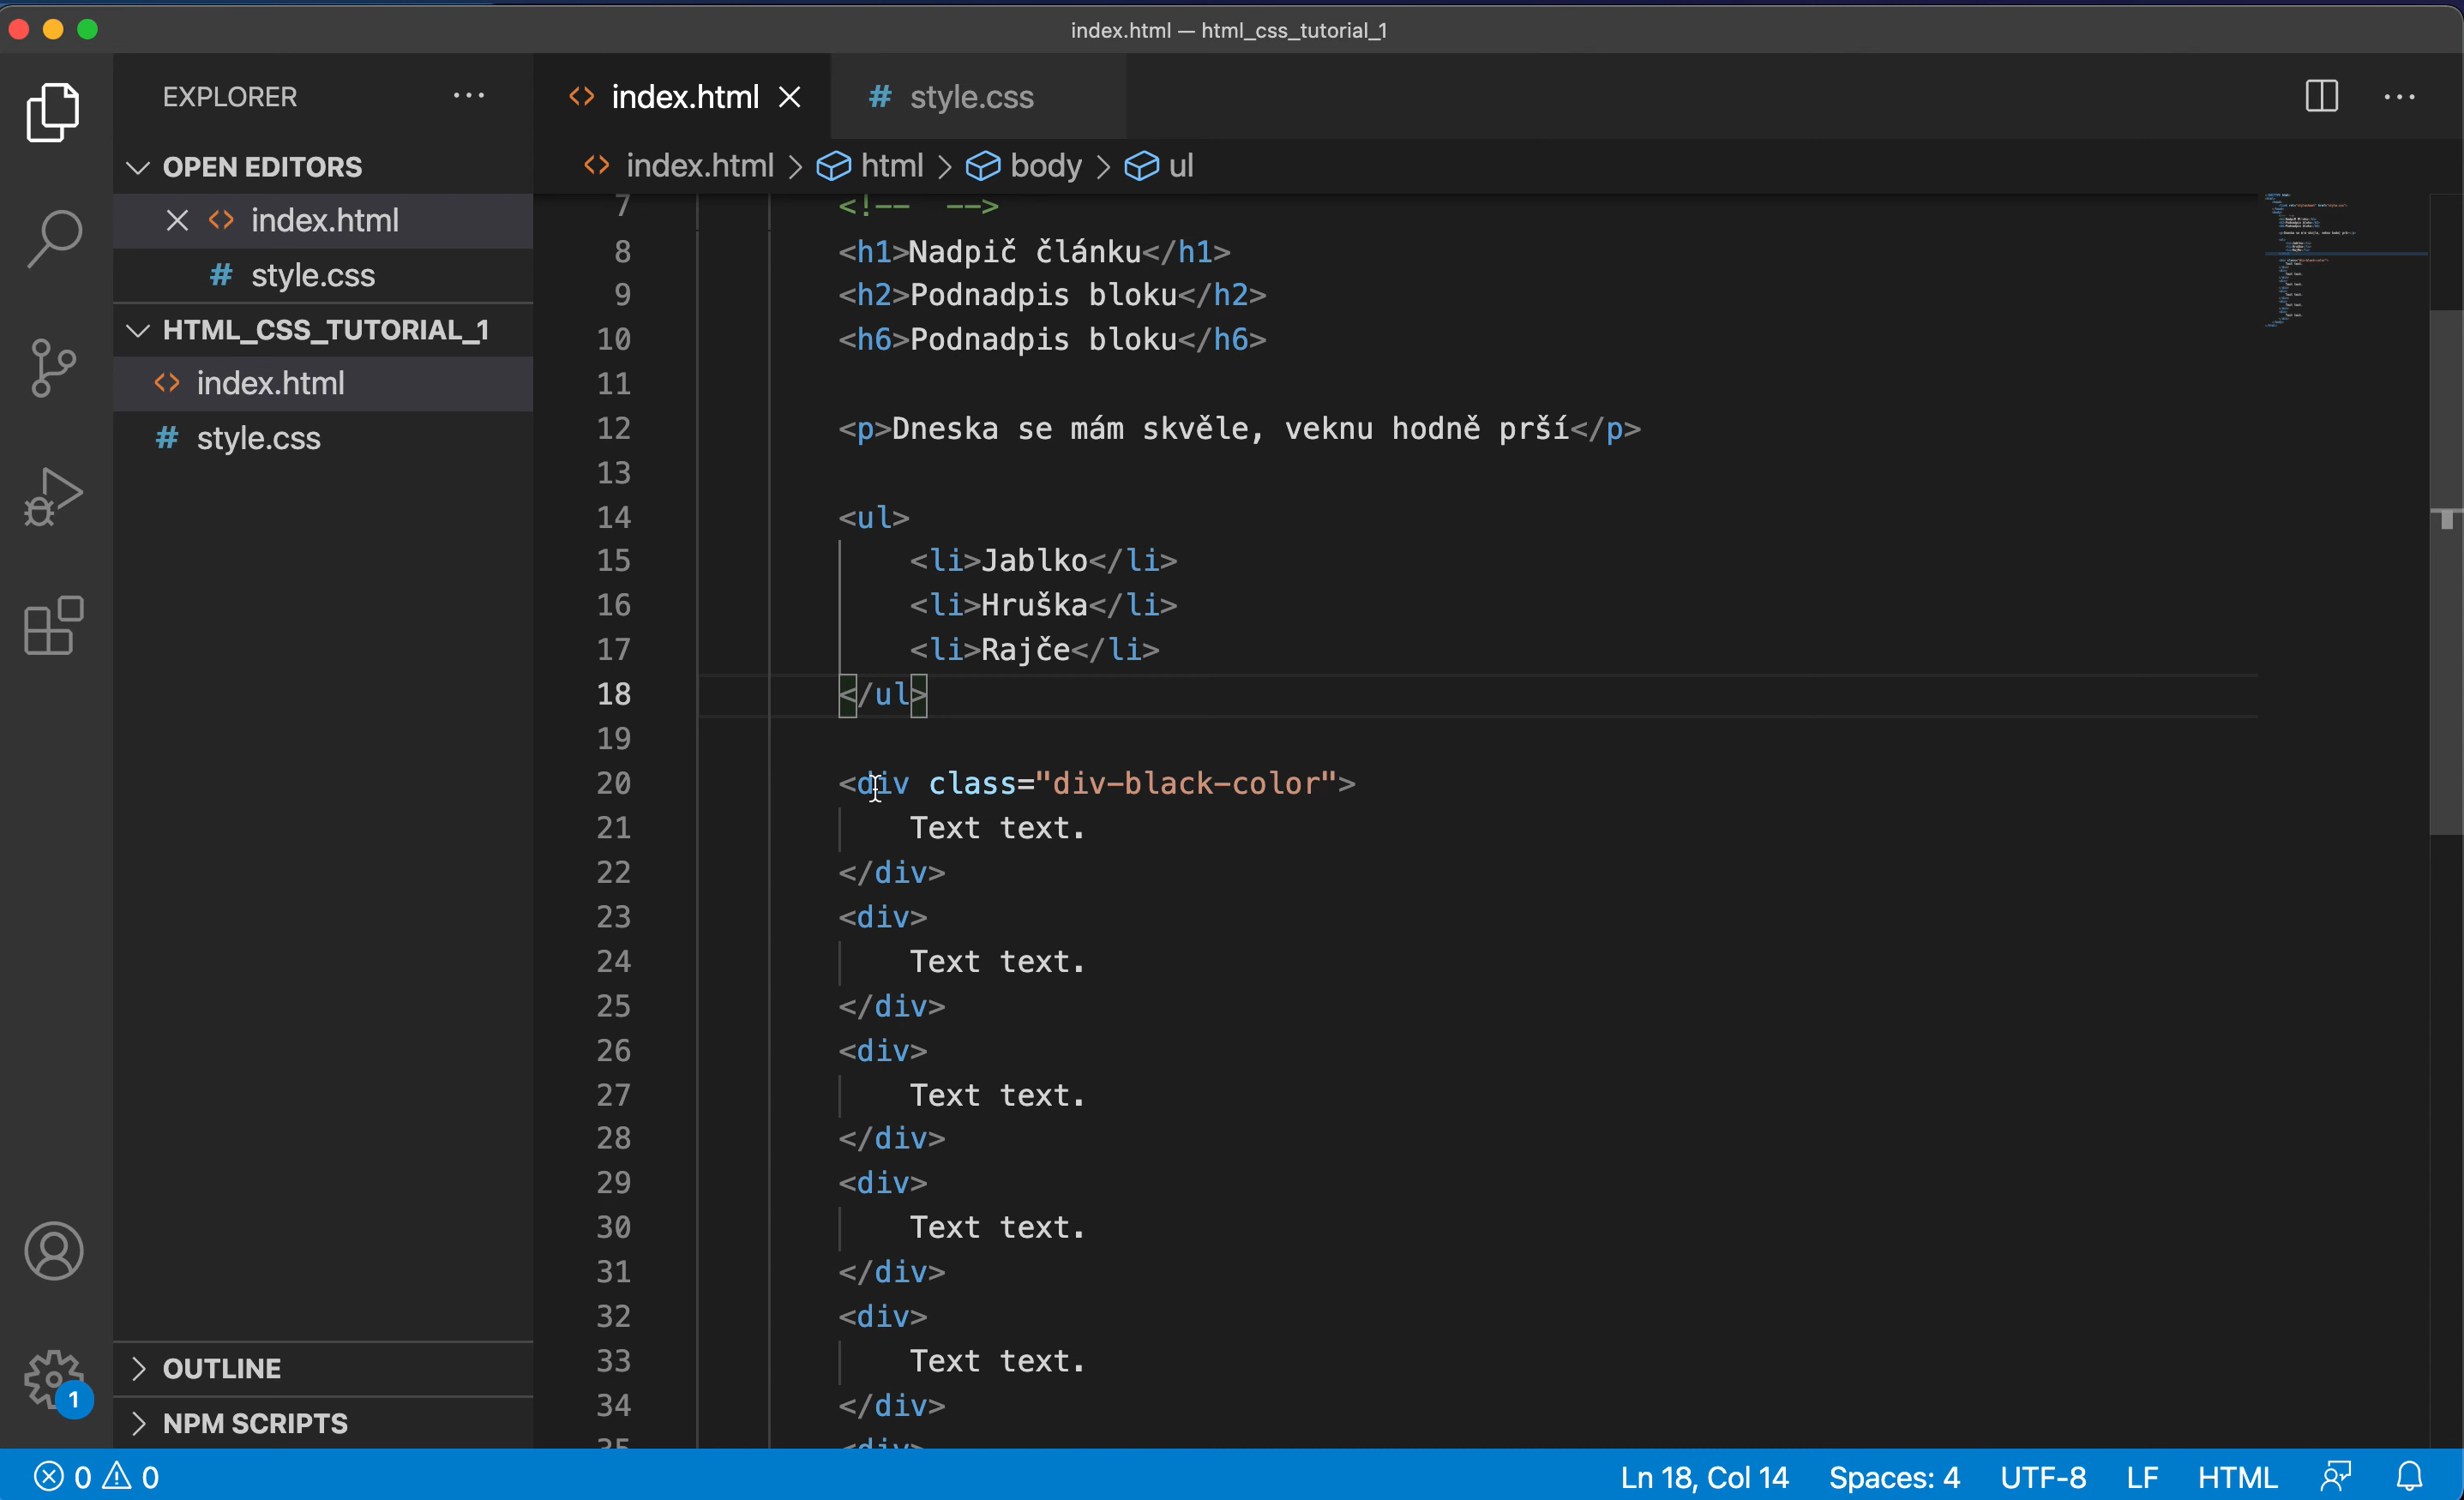 index.html — html_css_tutorial_1
EXPLORER
index.html
style.css
OPEN EDITORS
index.html > html > body > ul
index.html
style.css
HTML_CSS_TUTORIAL_1
index.html
style.css
7 <!-- -->
8 <h1>Nadpič článku</h1>
9 <h2>Podnadpis bloku</h2>
10 <h6>Podnadpis bloku</h6>
11
12 <p>Dneska se mám skvěle, veknu hodně prší</p>
13
14 <ul>
15 <li>Jablko</li>
16 <li>Hruška</li>
17 <li>Rajče</li>
18 </ul>
19
20 <div class="div-black-color">
21 Text text.
22 </div>
23 <div>
24 Text text.
25 </div>
26 <div>
27 Text text.
28 </div>
29 <div>
30 Text text.
31 </div>
32 <div>
33 Text text.
34 </div>
35 <div>
OUTLINE
NPM SCRIPTS
1
0 0
Ln 18, Col 14 Spaces: 4 UTF-8 LF HTML